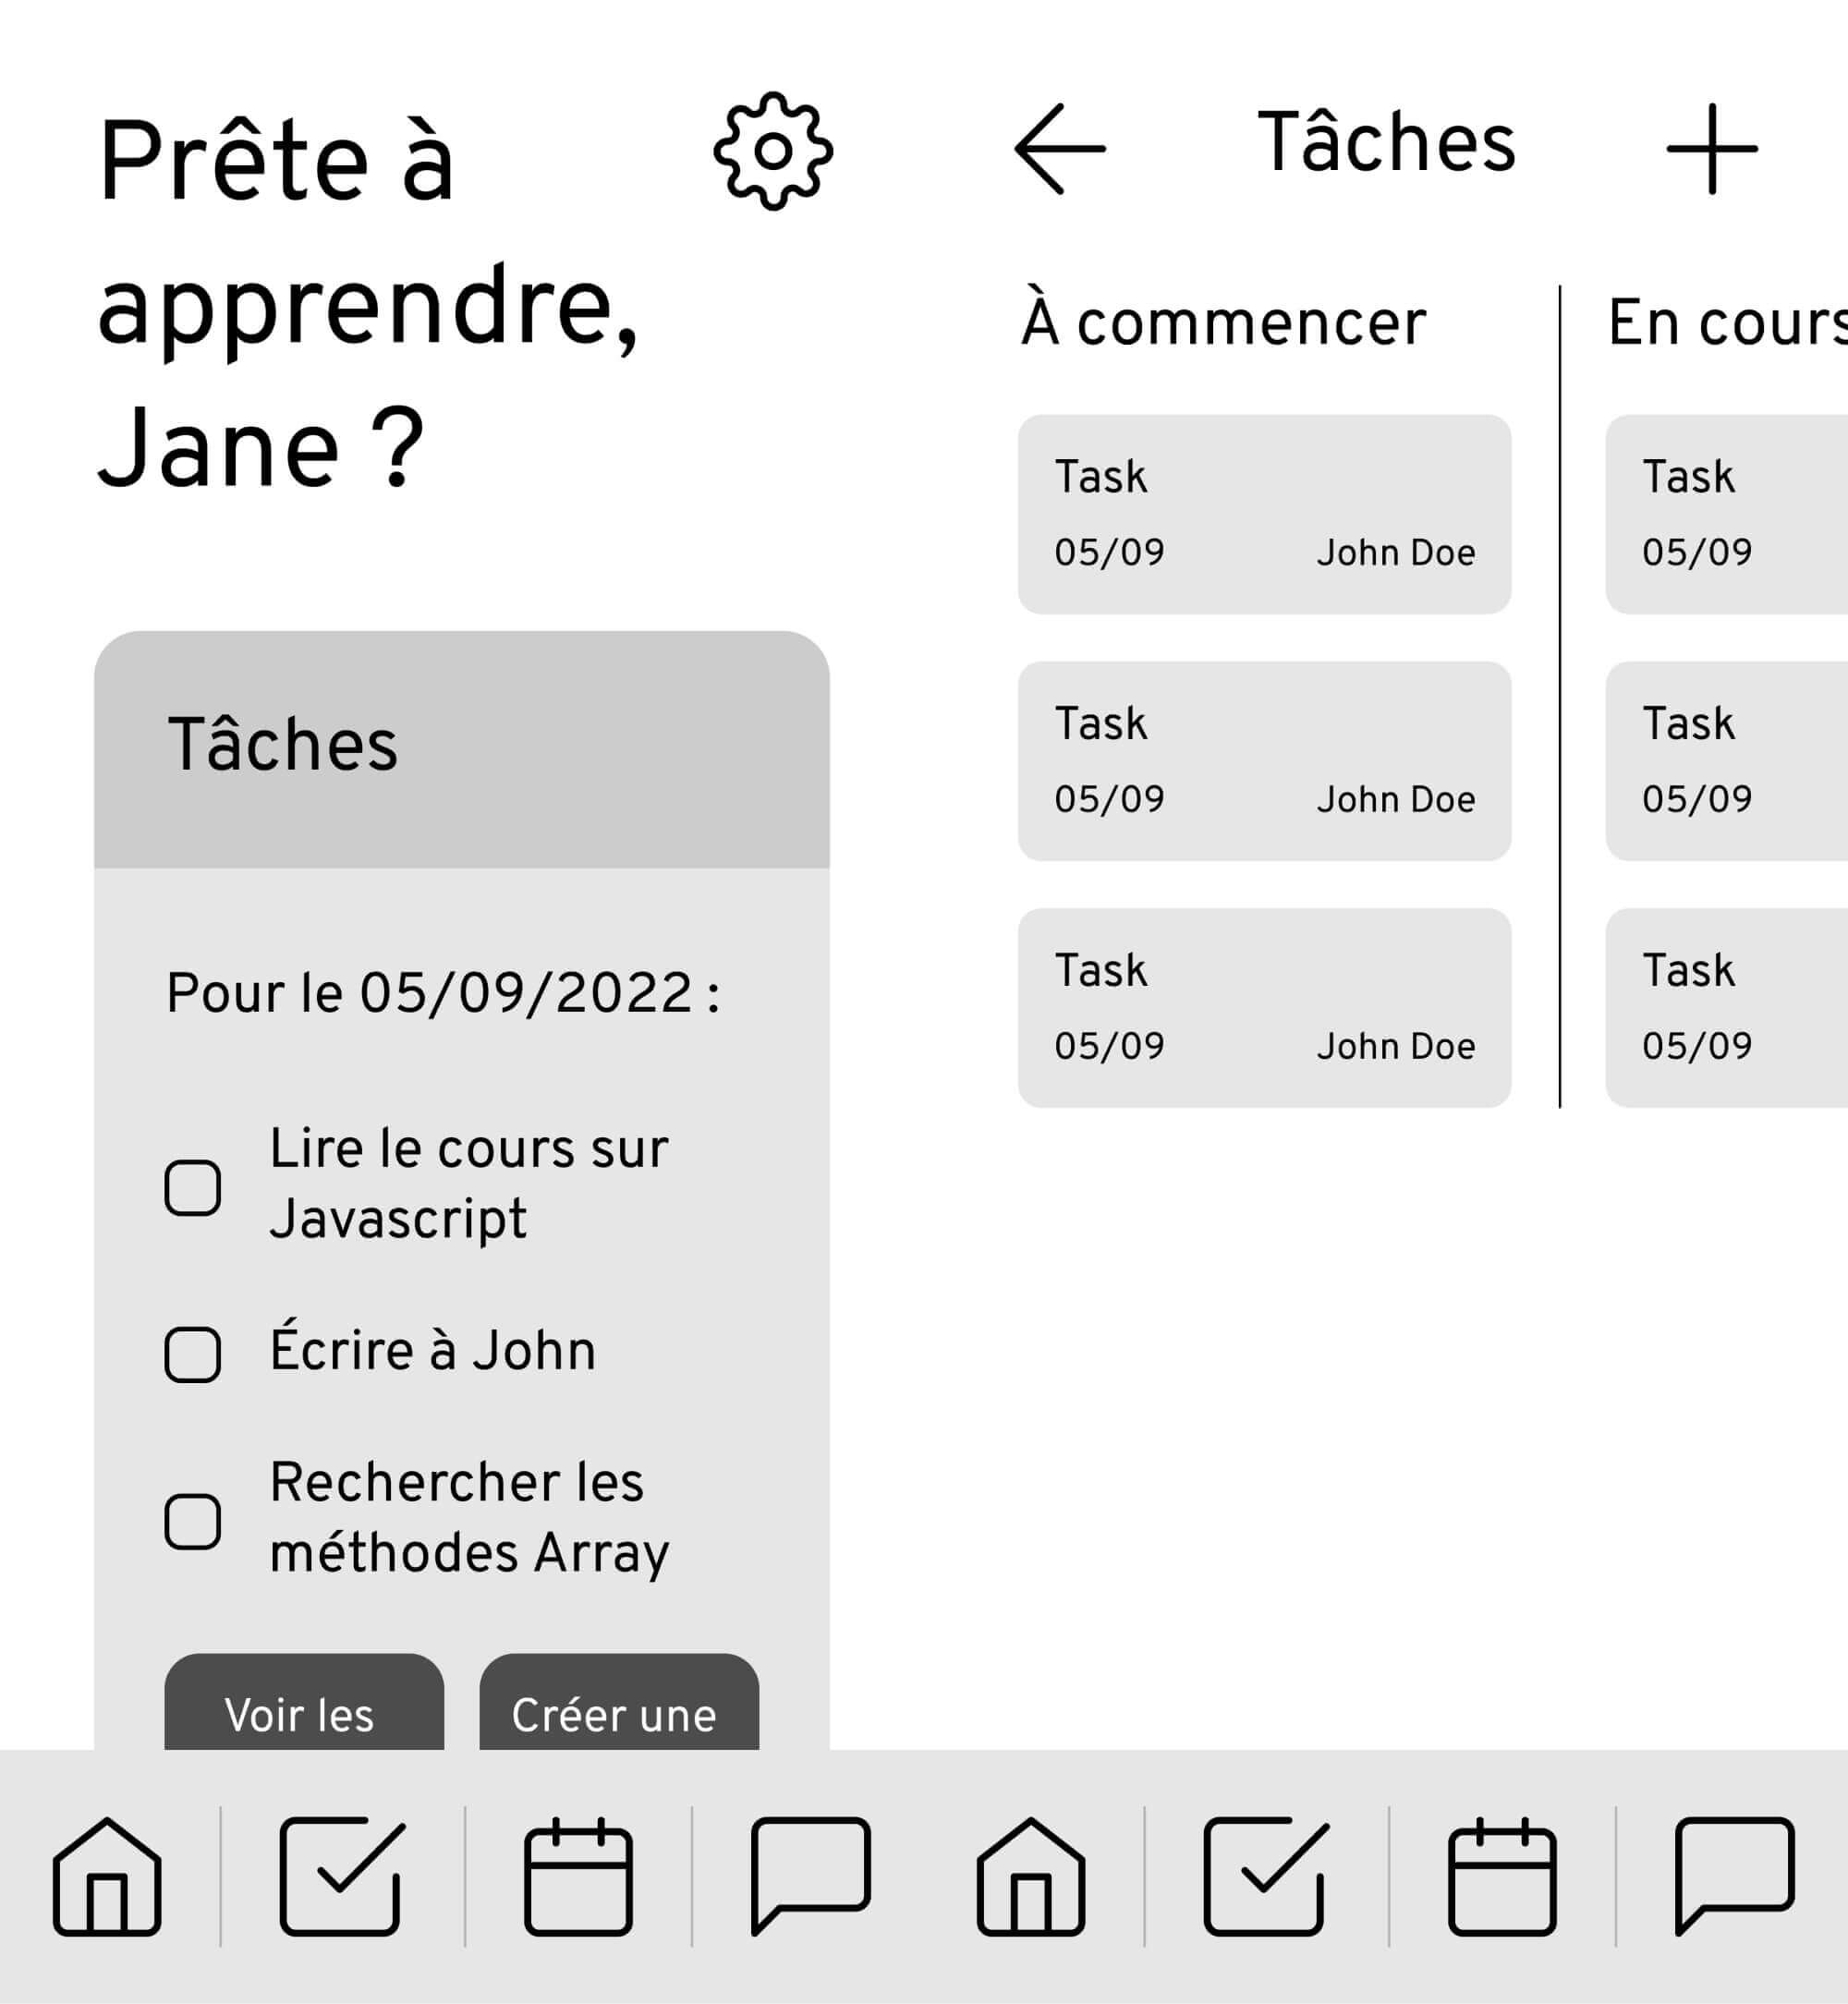 Prête à
apprendre,
Jane ?
Tâches
Pour le 05/09/2022 :
Lire le cours sur
Javascript
Écrire à John
Rechercher les
méthodes Array
Voir les
Créer une
Tâches
À commencer
Task
05/09 John Doe
Task
05/09 John Doe
Task
05/09 John Doe
En cours
Task
05/09
Task
05/09
Task
05/09